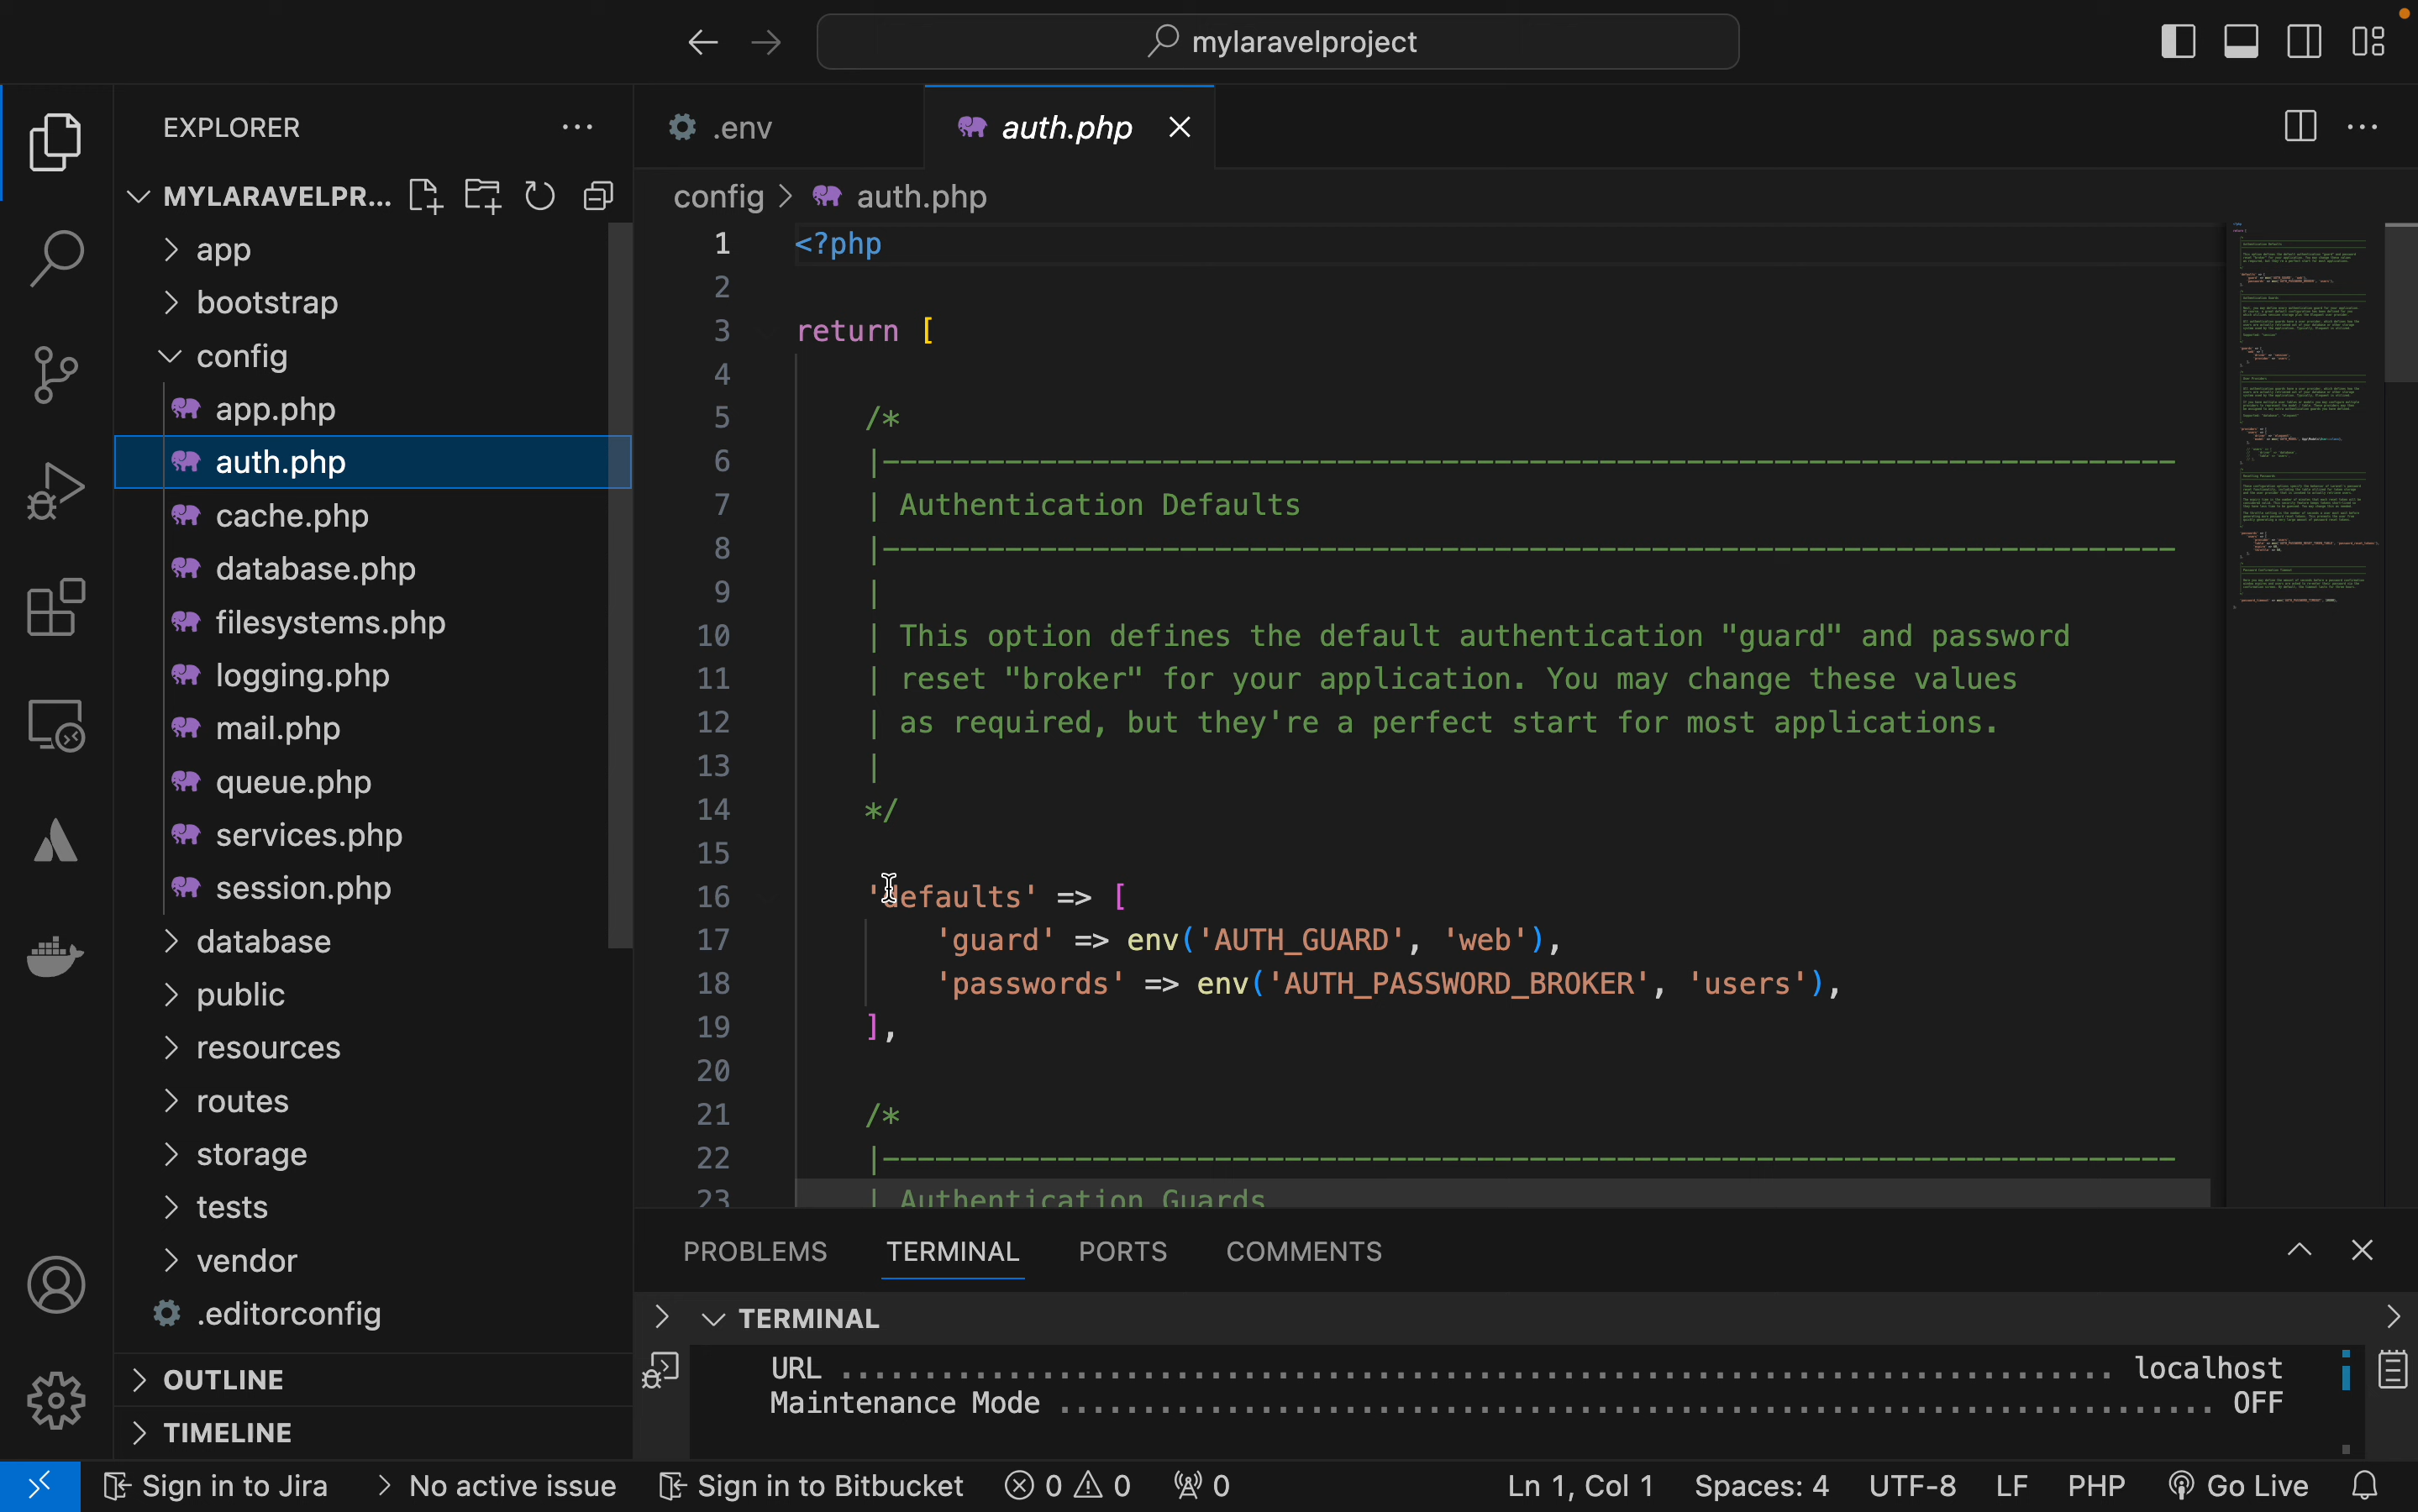 mylaravelproject
EXPLORER
MYLARAVELPR...
app
bootstrap
config
app.php
auth.php
cache.php
database.php
filesystems.php
logging.php
mail.php
queue.php
services.php
session.php
database
public
resources
routes
storage
tests
vendor
.editorconfig
OUTLINE
TIMELINE
.env
auth.php
config > auth.php
1 <?php
2
3 return [
4
5 /*
6 |--------------------------------------------------------------------------
7 | Authentication Defaults
8 |--------------------------------------------------------------------------
9 |
10 | This option defines the default authentication "guard" and password
11 | reset "broker" for your application. You may change these values
12 | as required, but they're a perfect start for most applications.
13 |
14 */
15
16 'defaults' => [
17 'guard' => env('AUTH_GUARD', 'web'),
18 'passwords' => env('AUTH_PASSWORD_BROKER', 'users'),
19 ],
20
21 /*
22 |--------------------------------------------------------------------------
23 | Authentication Guards
PROBLEMS TERMINAL PORTS COMMENTS
TERMINAL
URL ........................................................................ localhost
Maintenance Mode .................................................................. OFF
Sign in to Jira > No active issue Sign in to Bitbucket 0 0 0 Ln 1, Col 1 Spaces: 4 UTF-8 LF PHP Go Live